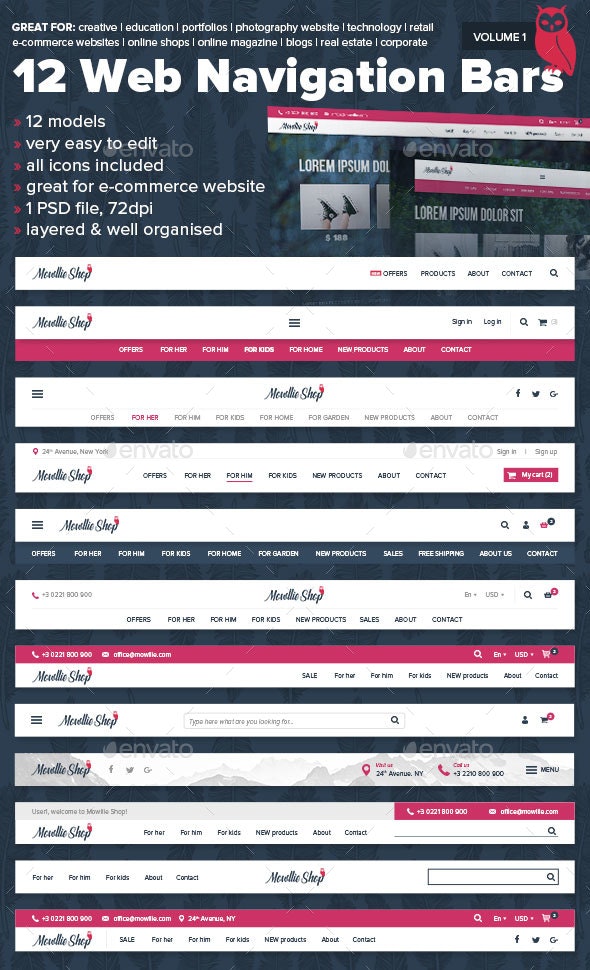 GREAT FOR: creative | education | portfolios | photography website | technology | retail
e-commerce websites | online shops | online magazine | blogs | real estate | corporate
VOLUME 1
12 Web Navigation Bars
» 12 models
» very easy to edit
» all icons included
» great for e-commerce website
» 1 PSD file, 72dpi
» layered & well organised
Mowllie Shop
LOREM IPSUM DOL
$ 188
LOREM IPSUM DOLOR SIT
envato
envato
Mowllie Shop
NEW OFFERS PRODUCTS ABOUT CONTACT
Mowllie Shop Sign in Log in (3)
OFFERS FOR HER FOR HIM FOR KIDS FOR HOME NEW PRODUCTS ABOUT CONTACT
Mowllie Shop
OFFERS FOR HER FOR HIM FOR KIDS FOR HOME FOR GARDEN NEW PRODUCTS ABOUT CONTACT
24th Avenue, New York Sign in | Sign up
envato
envato
Mowllie Shop OFFERS FOR HER FOR HIM FOR KIDS NEW PRODUCTS ABOUT CONTACT My cart (2)
Mowllie Shop 2
OFFERS FOR HER FOR HIM FOR KIDS FOR HOME FOR GARDEN NEW PRODUCTS SALES FREE SHIPPING ABOUT US CONTACT
+3 0221 800 900 Mowllie Shop En USD 2
OFFERS FOR HER FOR HIM FOR KIDS NEW PRODUCTS SALES ABOUT CONTACT
+3 0221 800 900 office@mowllie.com En USD 2
Mowllie Shop SALE For her For him For kids New products About Contact
Mowllie Shop Type here what are you looking for... 2
envato
envato
Mowllie Shop Visit us Call us
24th Avenue, NY +3 2210 800 900 MENU
User1, welcome to Mowllie Shop! +3 0221 800 900 office@mowllie.com
Mowllie Shop For her For him For kids NEW products About Contact
For her For him For kids About Contact Mowllie Shop
+3 0221 800 900 office@mowllie.com 24th Avenue, NY En USD 2
Mowllie Shop SALE For her For him For kids NEW products About Contact